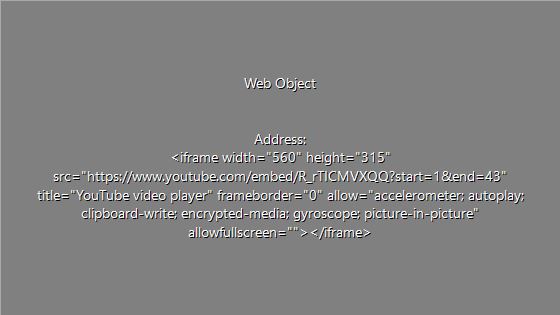 Web Object
Address:
<iframe width="560" height="315"
src="https://www.youtube.com/embed/R_rTlCMVXQQ?start=1&end=43"
title="YouTube video player" frameborder="0" allow="accelerometer; autoplay;
clipboard-write; encrypted-media; gyroscope; picture-in-picture"
allowfullscreen=""></iframe>